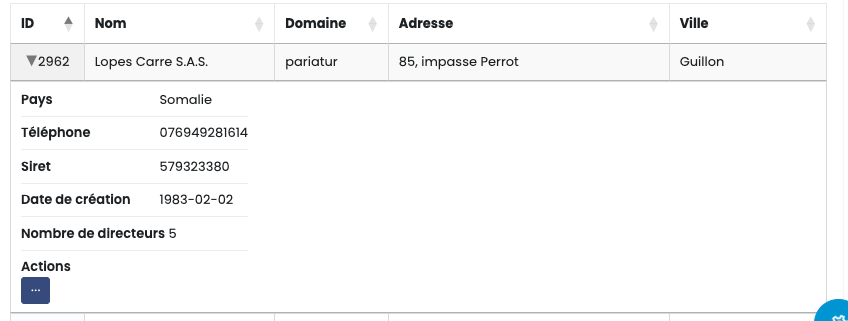 ID Nom Domaine Adresse Ville
2962 Lopes Carre S.A.S. pariatur 85, impasse Perrot Guillon
Pays Somalie
Téléphone 076949281614
Siret 579323380
Date de création 1983-02-02
Nombre de directeurs 5
Actions
...